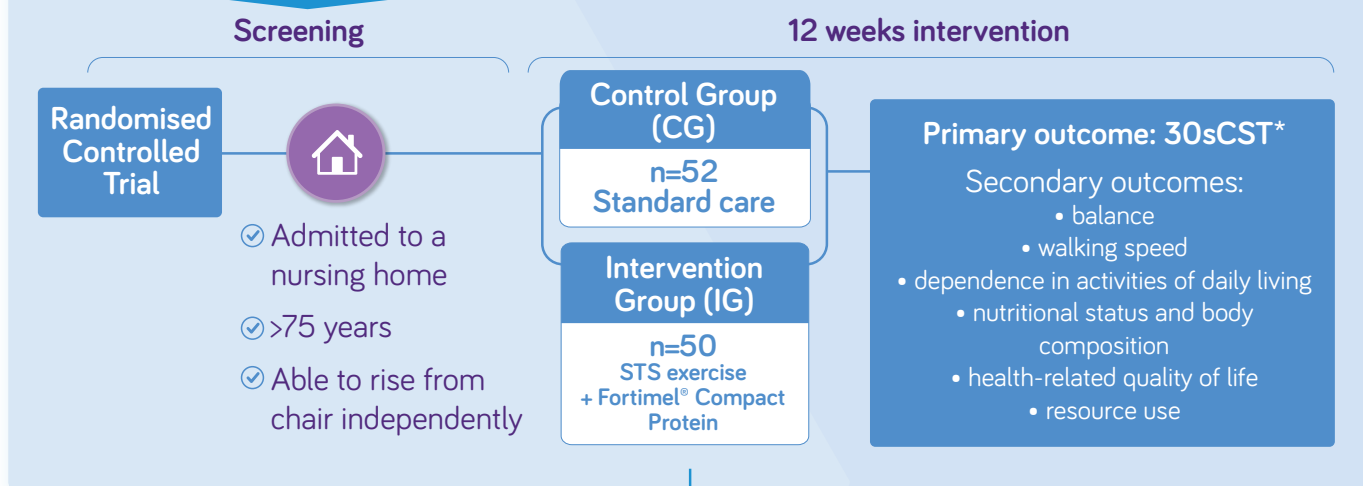 Screening
12 weeks intervention
Randomised
Controlled
Trial
Admitted to a
nursing home
>75 years
Able to rise from
chair independently
Control Group
(CG)
n=52
Standard care
Intervention
Group (IG)
n=50
STS exercise
+ Fortimel® Compact
Protein
Primary outcome: 30sCST*
Secondary outcomes:
• balance
• walking speed
• dependence in activities of daily living
• nutritional status and body
composition
• health-related quality of life
• resource use